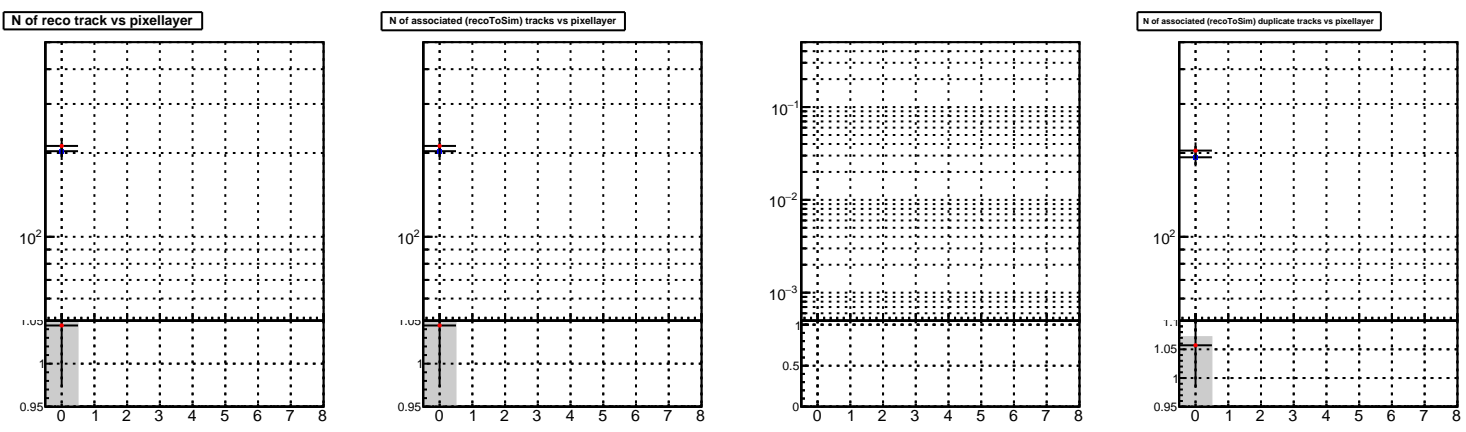 N of reco track vs pixellayer
N of associated (recoToSim) tracks vs pixellayer
N of associated (recoToSim) duplicate tracks vs pixellayer
10²
10²
10⁻¹
10⁻²
10⁻³
10²
1.05
1
0.95
0 1 2 3 4 5 6 7 8
1.05
1
0.95
0 1 2 3 4 5 6 7 8
1
0.5
0
0 1 2 3 4 5 6 7 8
1.1
1.05
1
0.95
0 1 2 3 4 5 6 7 8